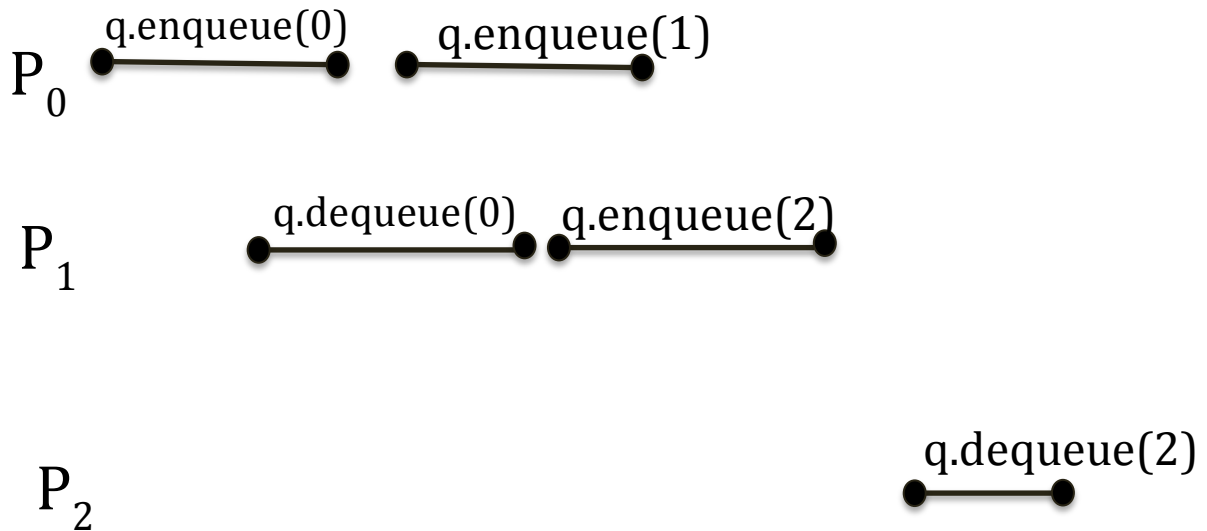 q.enqueue(0) q.enqueue(1)
P0
q.dequeue(0) q.enqueue(2)
P1
q.dequeue(2)
P2